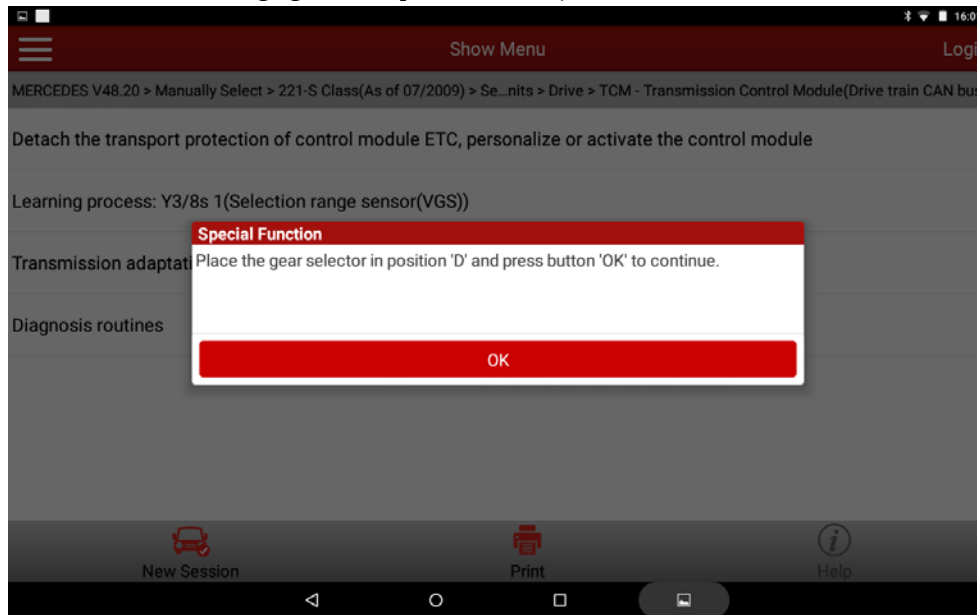 16:0
Show Menu
Logi
MERCEDES V48.20 > Manually Select > 221-S Class(As of 07/2009) > Se...nits > Drive > TCM - Transmission Control Module(Drive train CAN bus
Detach the transport protection of control module ETC, personalize or activate the control module
Learning process: Y3/8s 1(Selection range sensor(VGS))
Special Function
Transmission adaptati
Place the gear selector in position 'D' and press button 'OK' to continue.
Diagnosis routines
OK
New Session
Print
Help